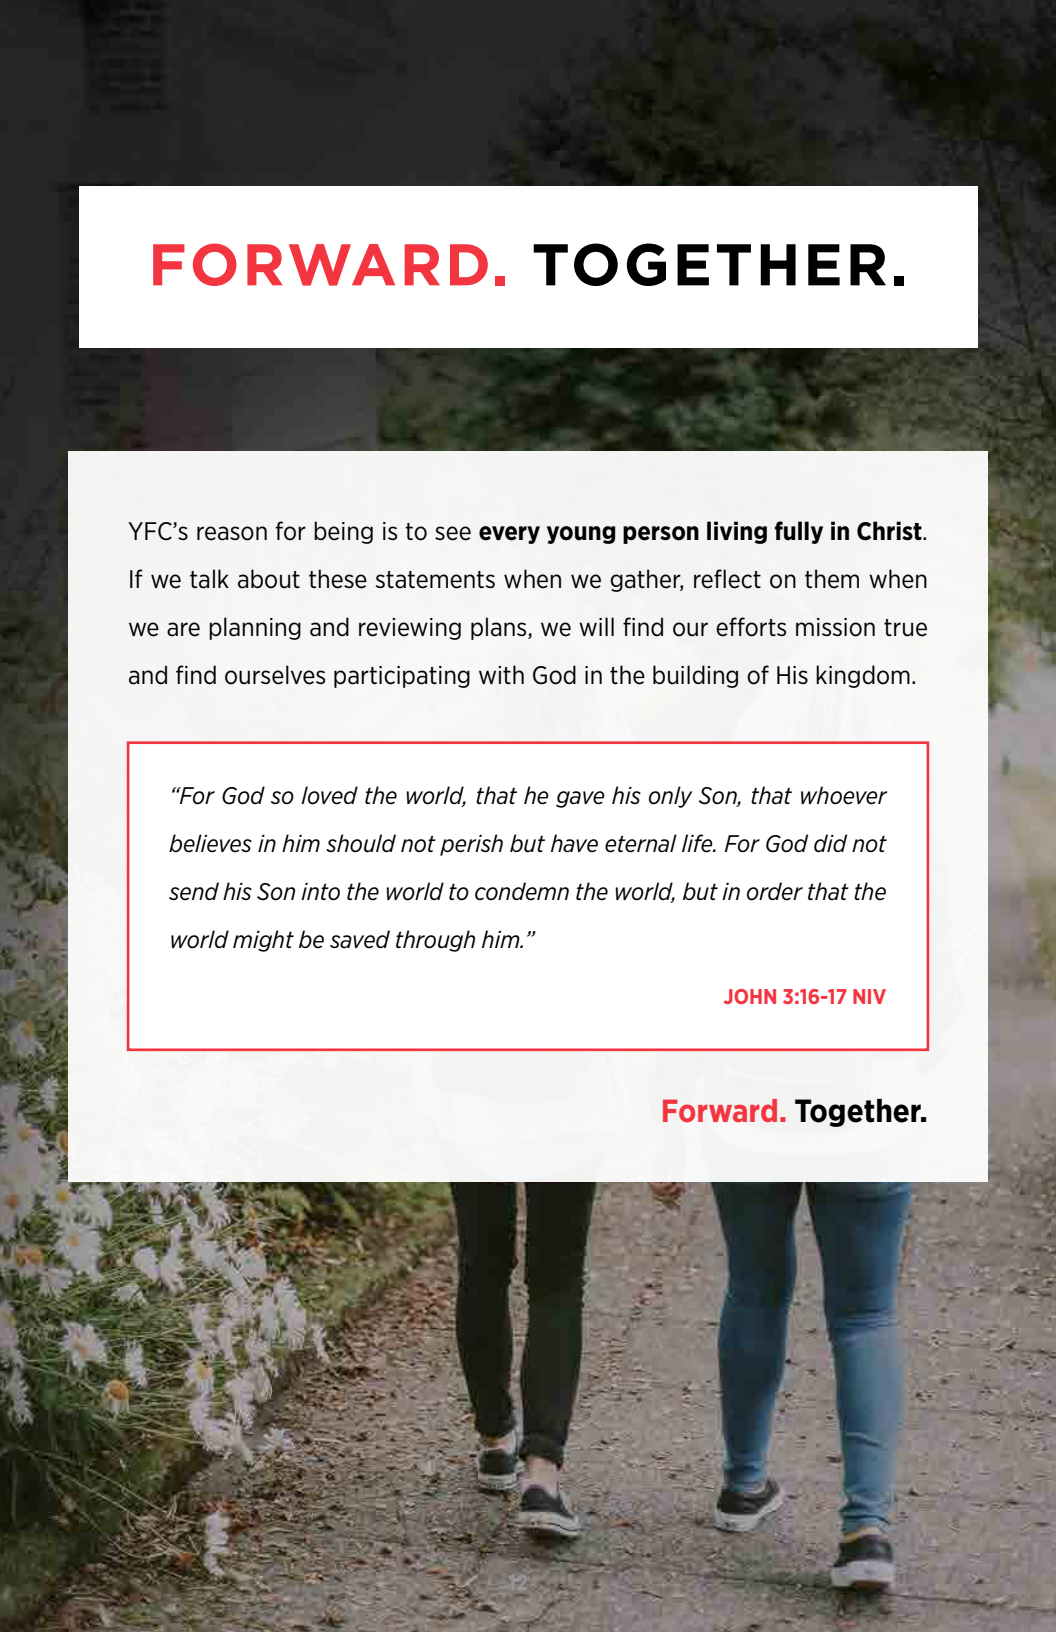 FORWARD. TOGETHER.
YFC’s reason for being is to see every young person living fully in Christ.
If we talk about these statements when we gather, reflect on them when
we are planning and reviewing plans, we will find our efforts mission true
and find ourselves participating with God in the building of His kingdom.
“For God so loved the world, that he gave his only Son, that whoever
believes in him should not perish but have eternal life. For God did not
send his Son into the world to condemn the world, but in order that the
world might be saved through him.”
JOHN 3:16-17 NIV
Forward. Together.
12